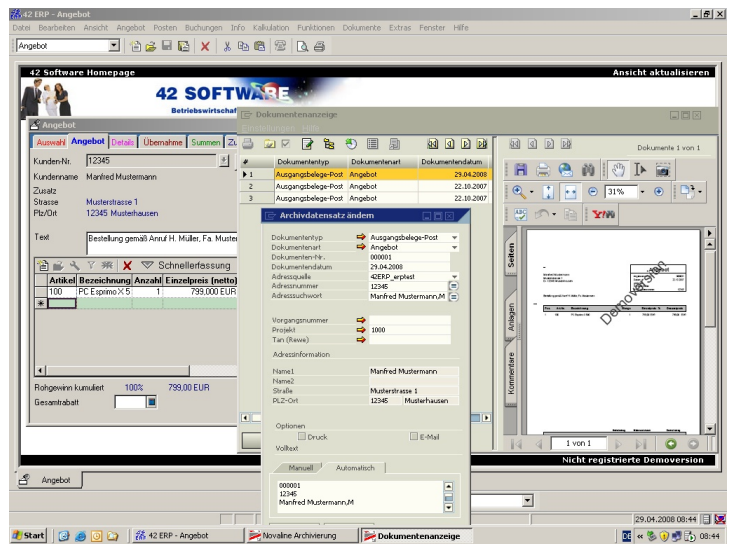 42 ERP - Angebot
Datei Bearbeiten Ansicht Angebot Posten Buchungen Info Kalkulation Funktionen Dokumente Extras Fenster Hilfe
Angebot
42 Software Homepage
Ansicht aktualisieren
42 SOFTWARE
Betriebswirtschaf
Angebot
Auswahl Angebot Details Übernahme Summen Zu
Kunden-Nr. 12345
Kundenname Manfred Mustermann
Zusatz
Strasse Musterstrasse 1
Plz/Ort 12345 Musterhausen
Text Bestellung gemäß Anruf H. Müller, Fa. Muster
Schnellerfassung
Artikel Bezeichnung Anzahl Einzelpreis (netto)
100 PC Esprimo X 5 1 799,000 EUR
Rohgewinn kumuliert 100% 799,00 EUR
Gesamtrabatt
Dokumentenanzeige
Einstellungen Hilfe
# Dokumententyp Dokumentenart Dokumentendatum
1 Ausgangsbelege-Post Angebot 29.04.2008
2 Ausgangsbelege-Post Angebot 22.10.2007
3 Ausgangsbelege-Post Angebot 22.10.2007
Archivdatensatz ändern
Dokumententyp Ausgangsbelege-Post
Dokumentenart Angebot
Dokumenten-Nr. 000001
Dokumentendatum 29.04.2008
Adressquelle 42ERP_erptest
Adressnummer 12345
Adresssuchwort Manfred Mustermann,M
Vorgangsnummer
Projekt 1000
Tan (Rewe)
Adressinformation
Name1 Manfred Mustermann
Name2
Straße Musterstrasse 1
PLZ-Ort 12345 Musterhausen
Optionen
Druck E-Mail
Volltext
Manuell Automatisch
000001
12345
Manfred Mustermann,M
Dokumente 1 von 1
31%
Seiten
Anlagen
Kommentare
Angebot
Demoversion
1 von 1
Nicht registrierte Demoversion
Angebot
29.04.2008 08:44
Start 42 ERP - Angebot Novaline Archivierung Dokumentenanzeige DE 08:44